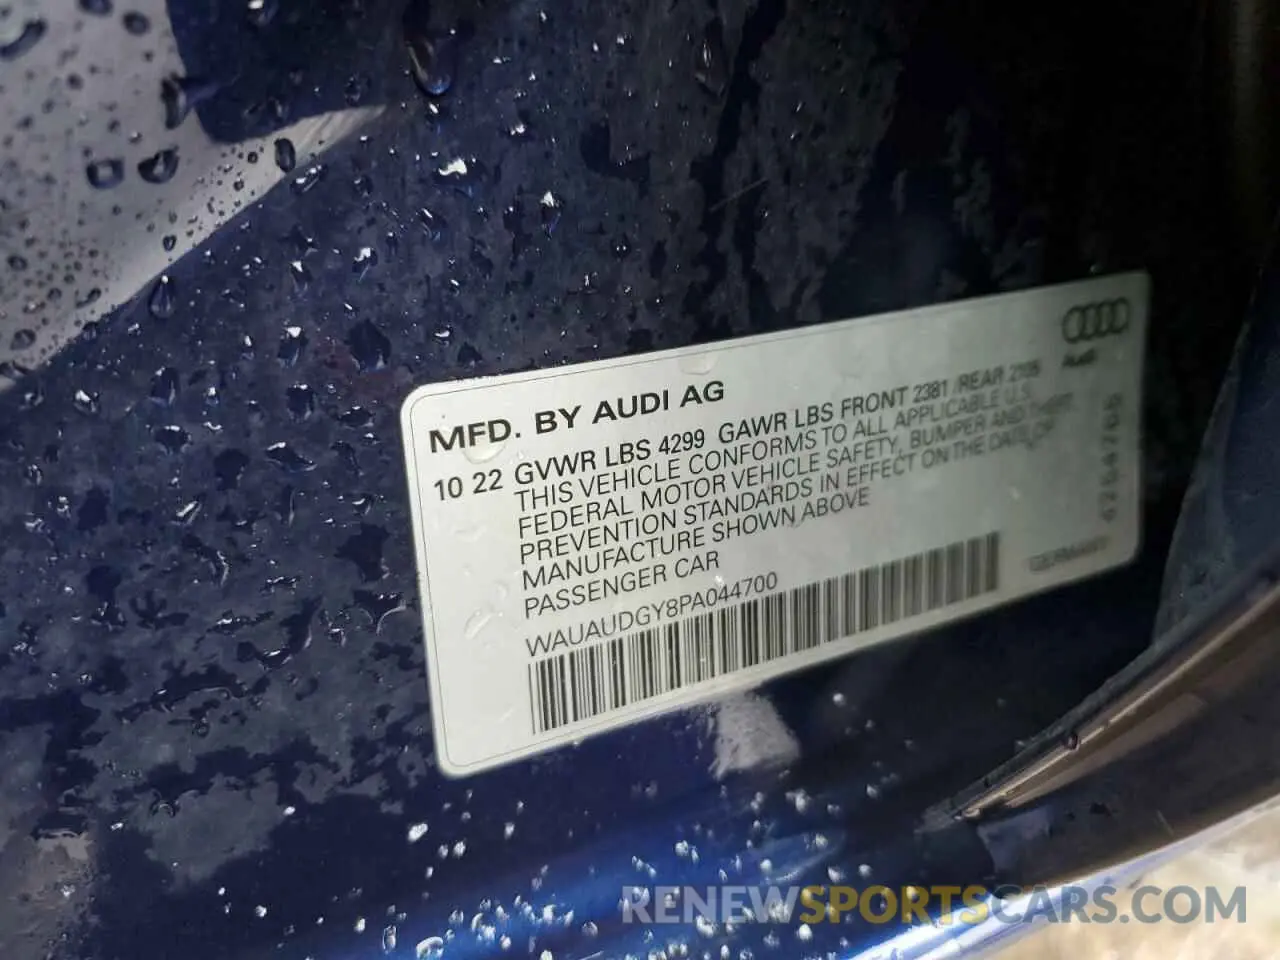 MFD. BY AUDI AG
10 22 GVWR LBS 4299 GAWR LBS FRONT 2381 /REAR
THIS VEHICLE CONFORMS TO ALL APPLICABLE U.S.
FEDERAL MOTOR VEHICLE SAFETY, BUMPER AND THEFT
PREVENTION STANDARDS IN EFFECT ON THE DATE OF
MANUFACTURE SHOWN ABOVE
PASSENGER CAR
WAUAUDGY8PA044700
Audi
GERMANY
RENEWSPORTSCARS.COM